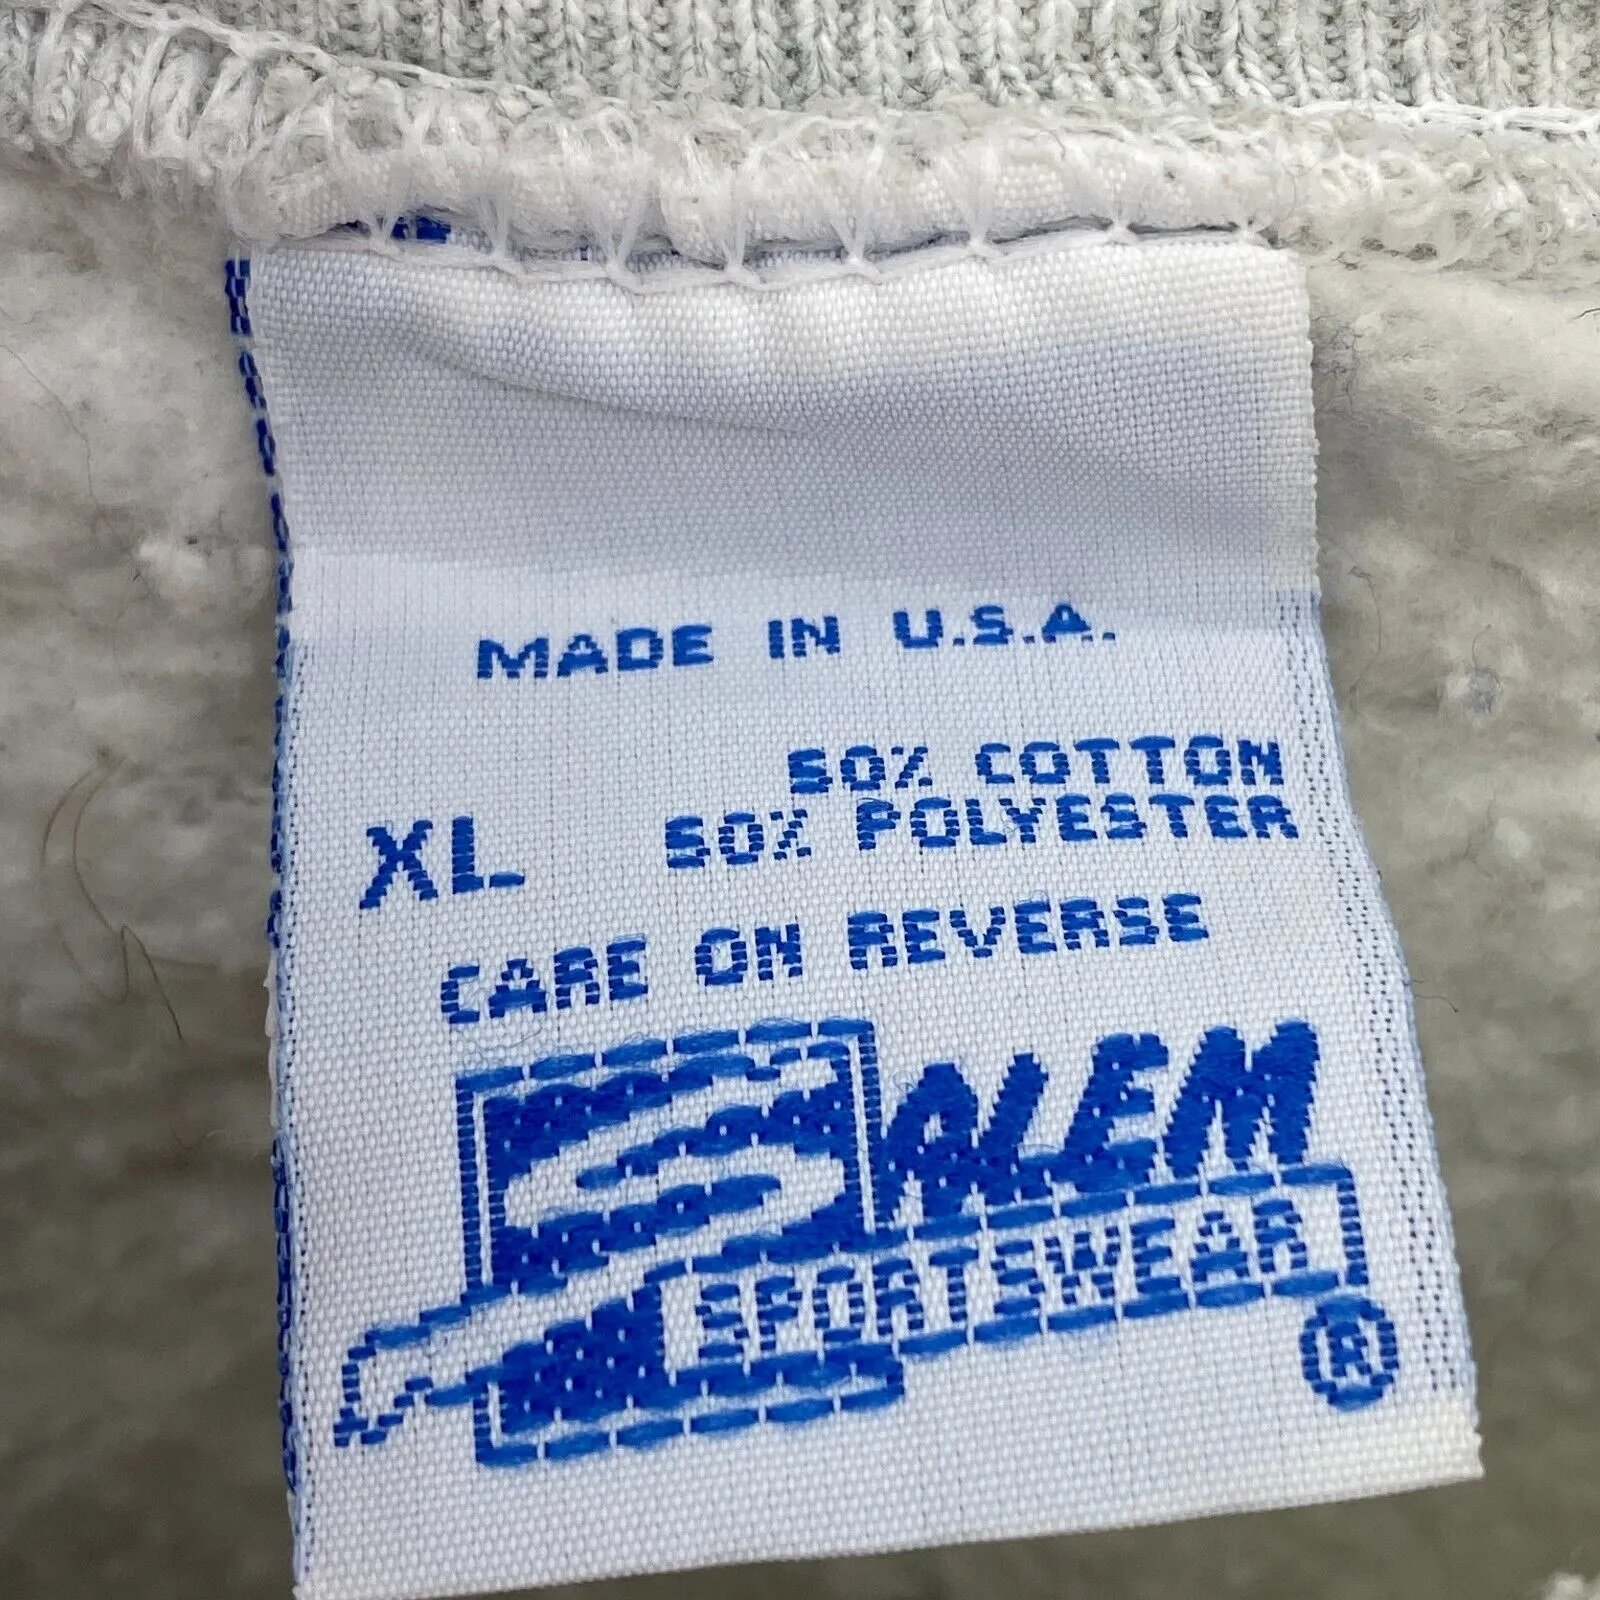 MADE IN U.S.A.
50% COTTON
XL 50% POLYESTER
CARE ON REVERSE
SALEM
SPORTSWEAR
®